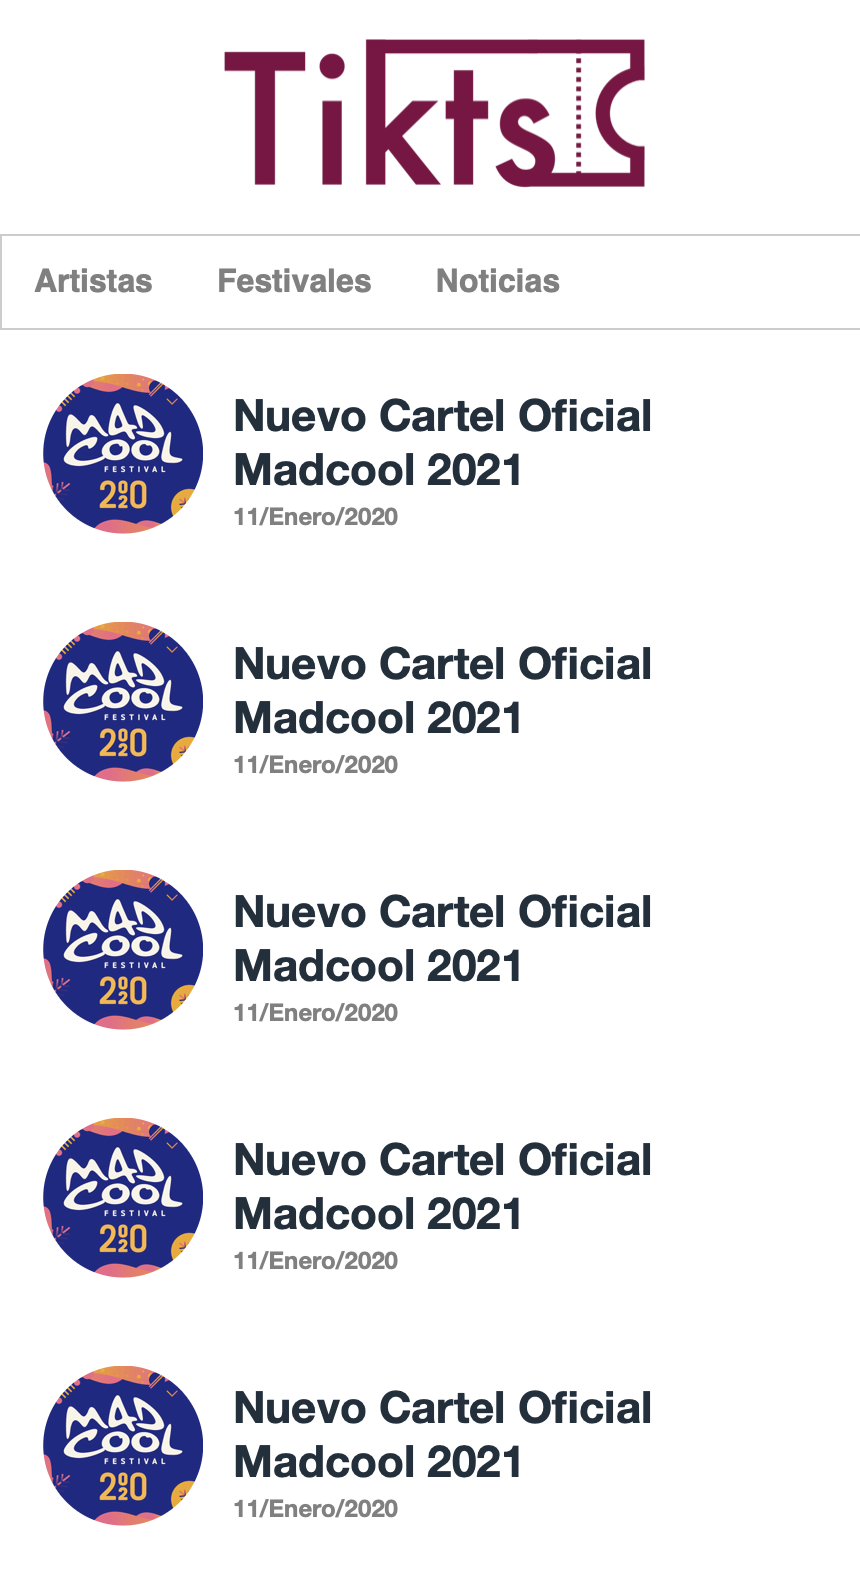 Tikts
Artistas Festivales Noticias
MAD
COOL
FESTIVAL
2020
Nuevo Cartel Oficial
Madcool 2021
11/Enero/2020
MAD
COOL
FESTIVAL
2020
Nuevo Cartel Oficial
Madcool 2021
11/Enero/2020
MAD
COOL
FESTIVAL
2020
Nuevo Cartel Oficial
Madcool 2021
11/Enero/2020
MAD
COOL
FESTIVAL
2020
Nuevo Cartel Oficial
Madcool 2021
11/Enero/2020
MAD
COOL
FESTIVAL
2020
Nuevo Cartel Oficial
Madcool 2021
11/Enero/2020